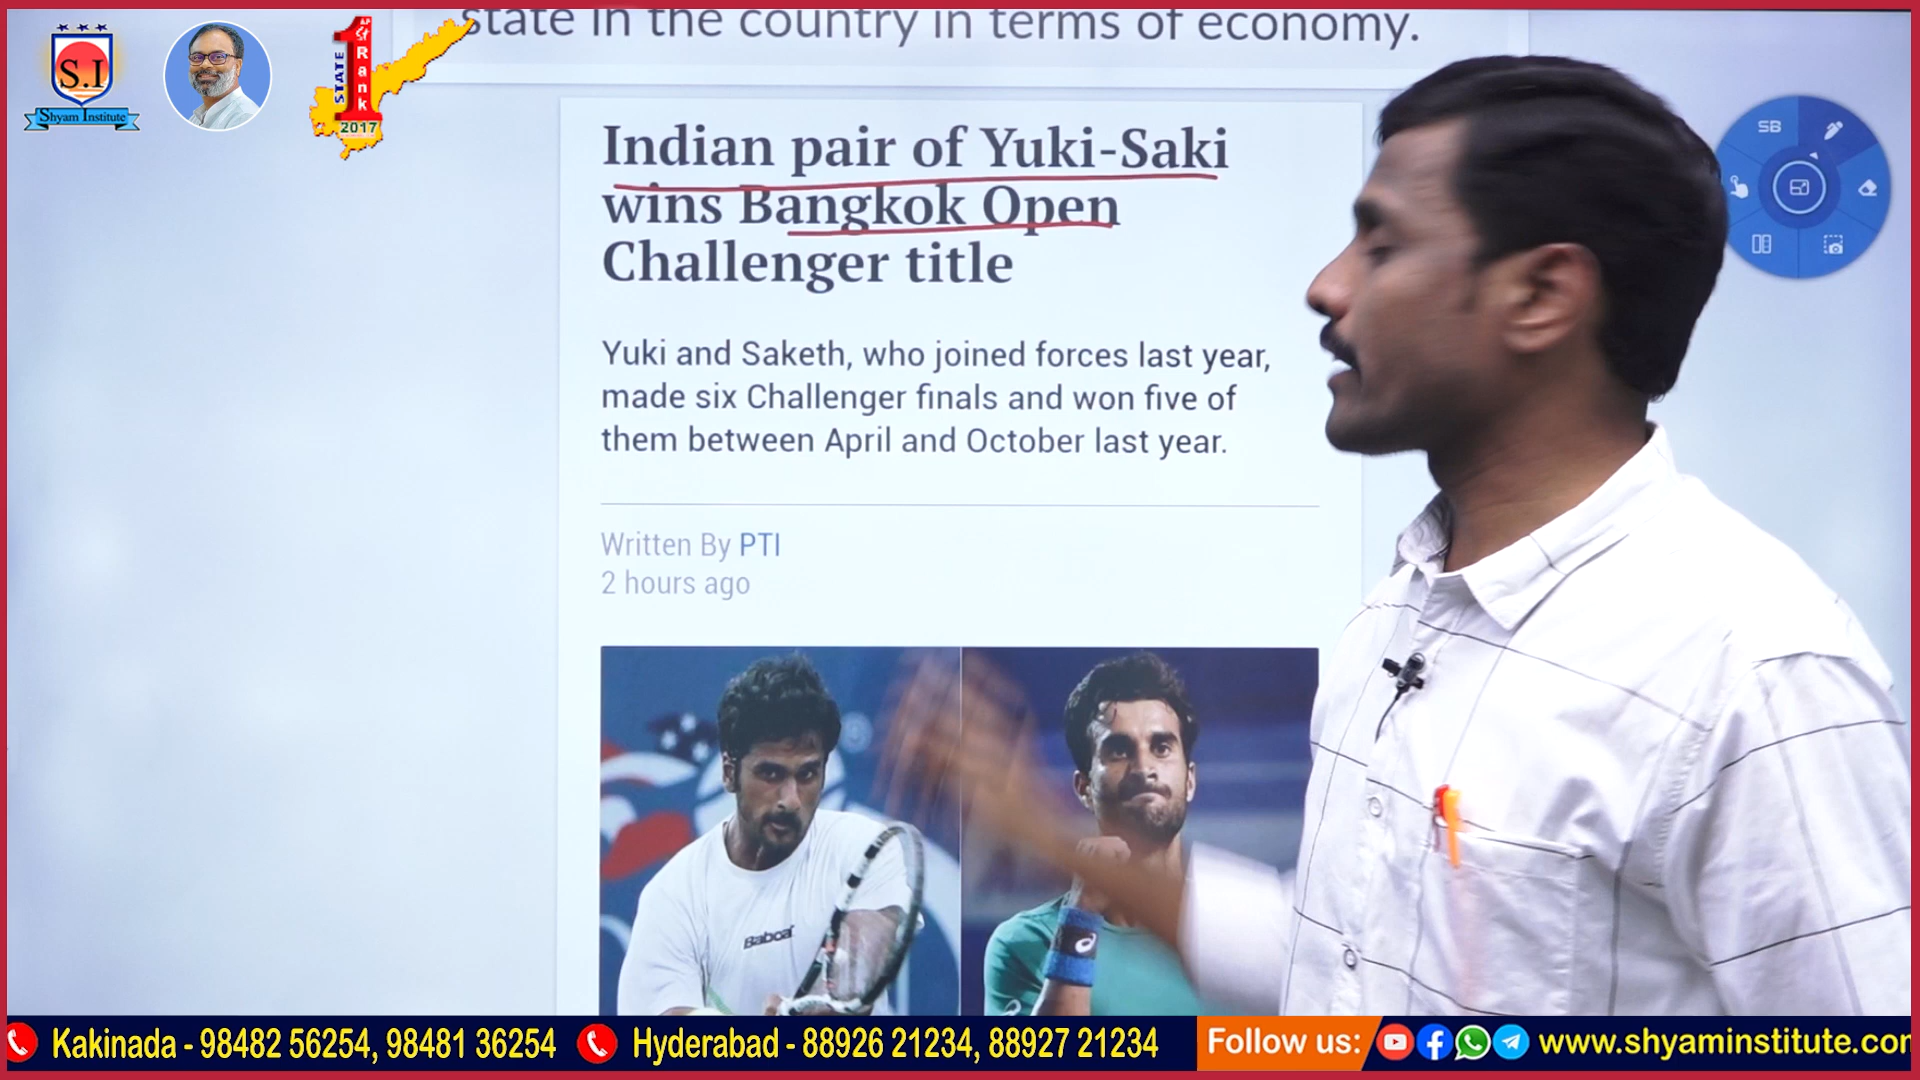 state in the country in terms of economy.
S.I
Shyam Institute
STATE
1
AP
st
Rank
2017
SB
Indian pair of Yuki-Saki
wins Bangkok Open
Challenger title
Yuki and Saketh, who joined forces last year,
made six Challenger finals and won five of
them between April and October last year.
Written By PTI
2 hours ago
Babolat
Kakinada - 98482 56254, 98481 36254
Hyderabad - 88926 21234, 88927 21234
Follow us:
www.shyaminstitute.com